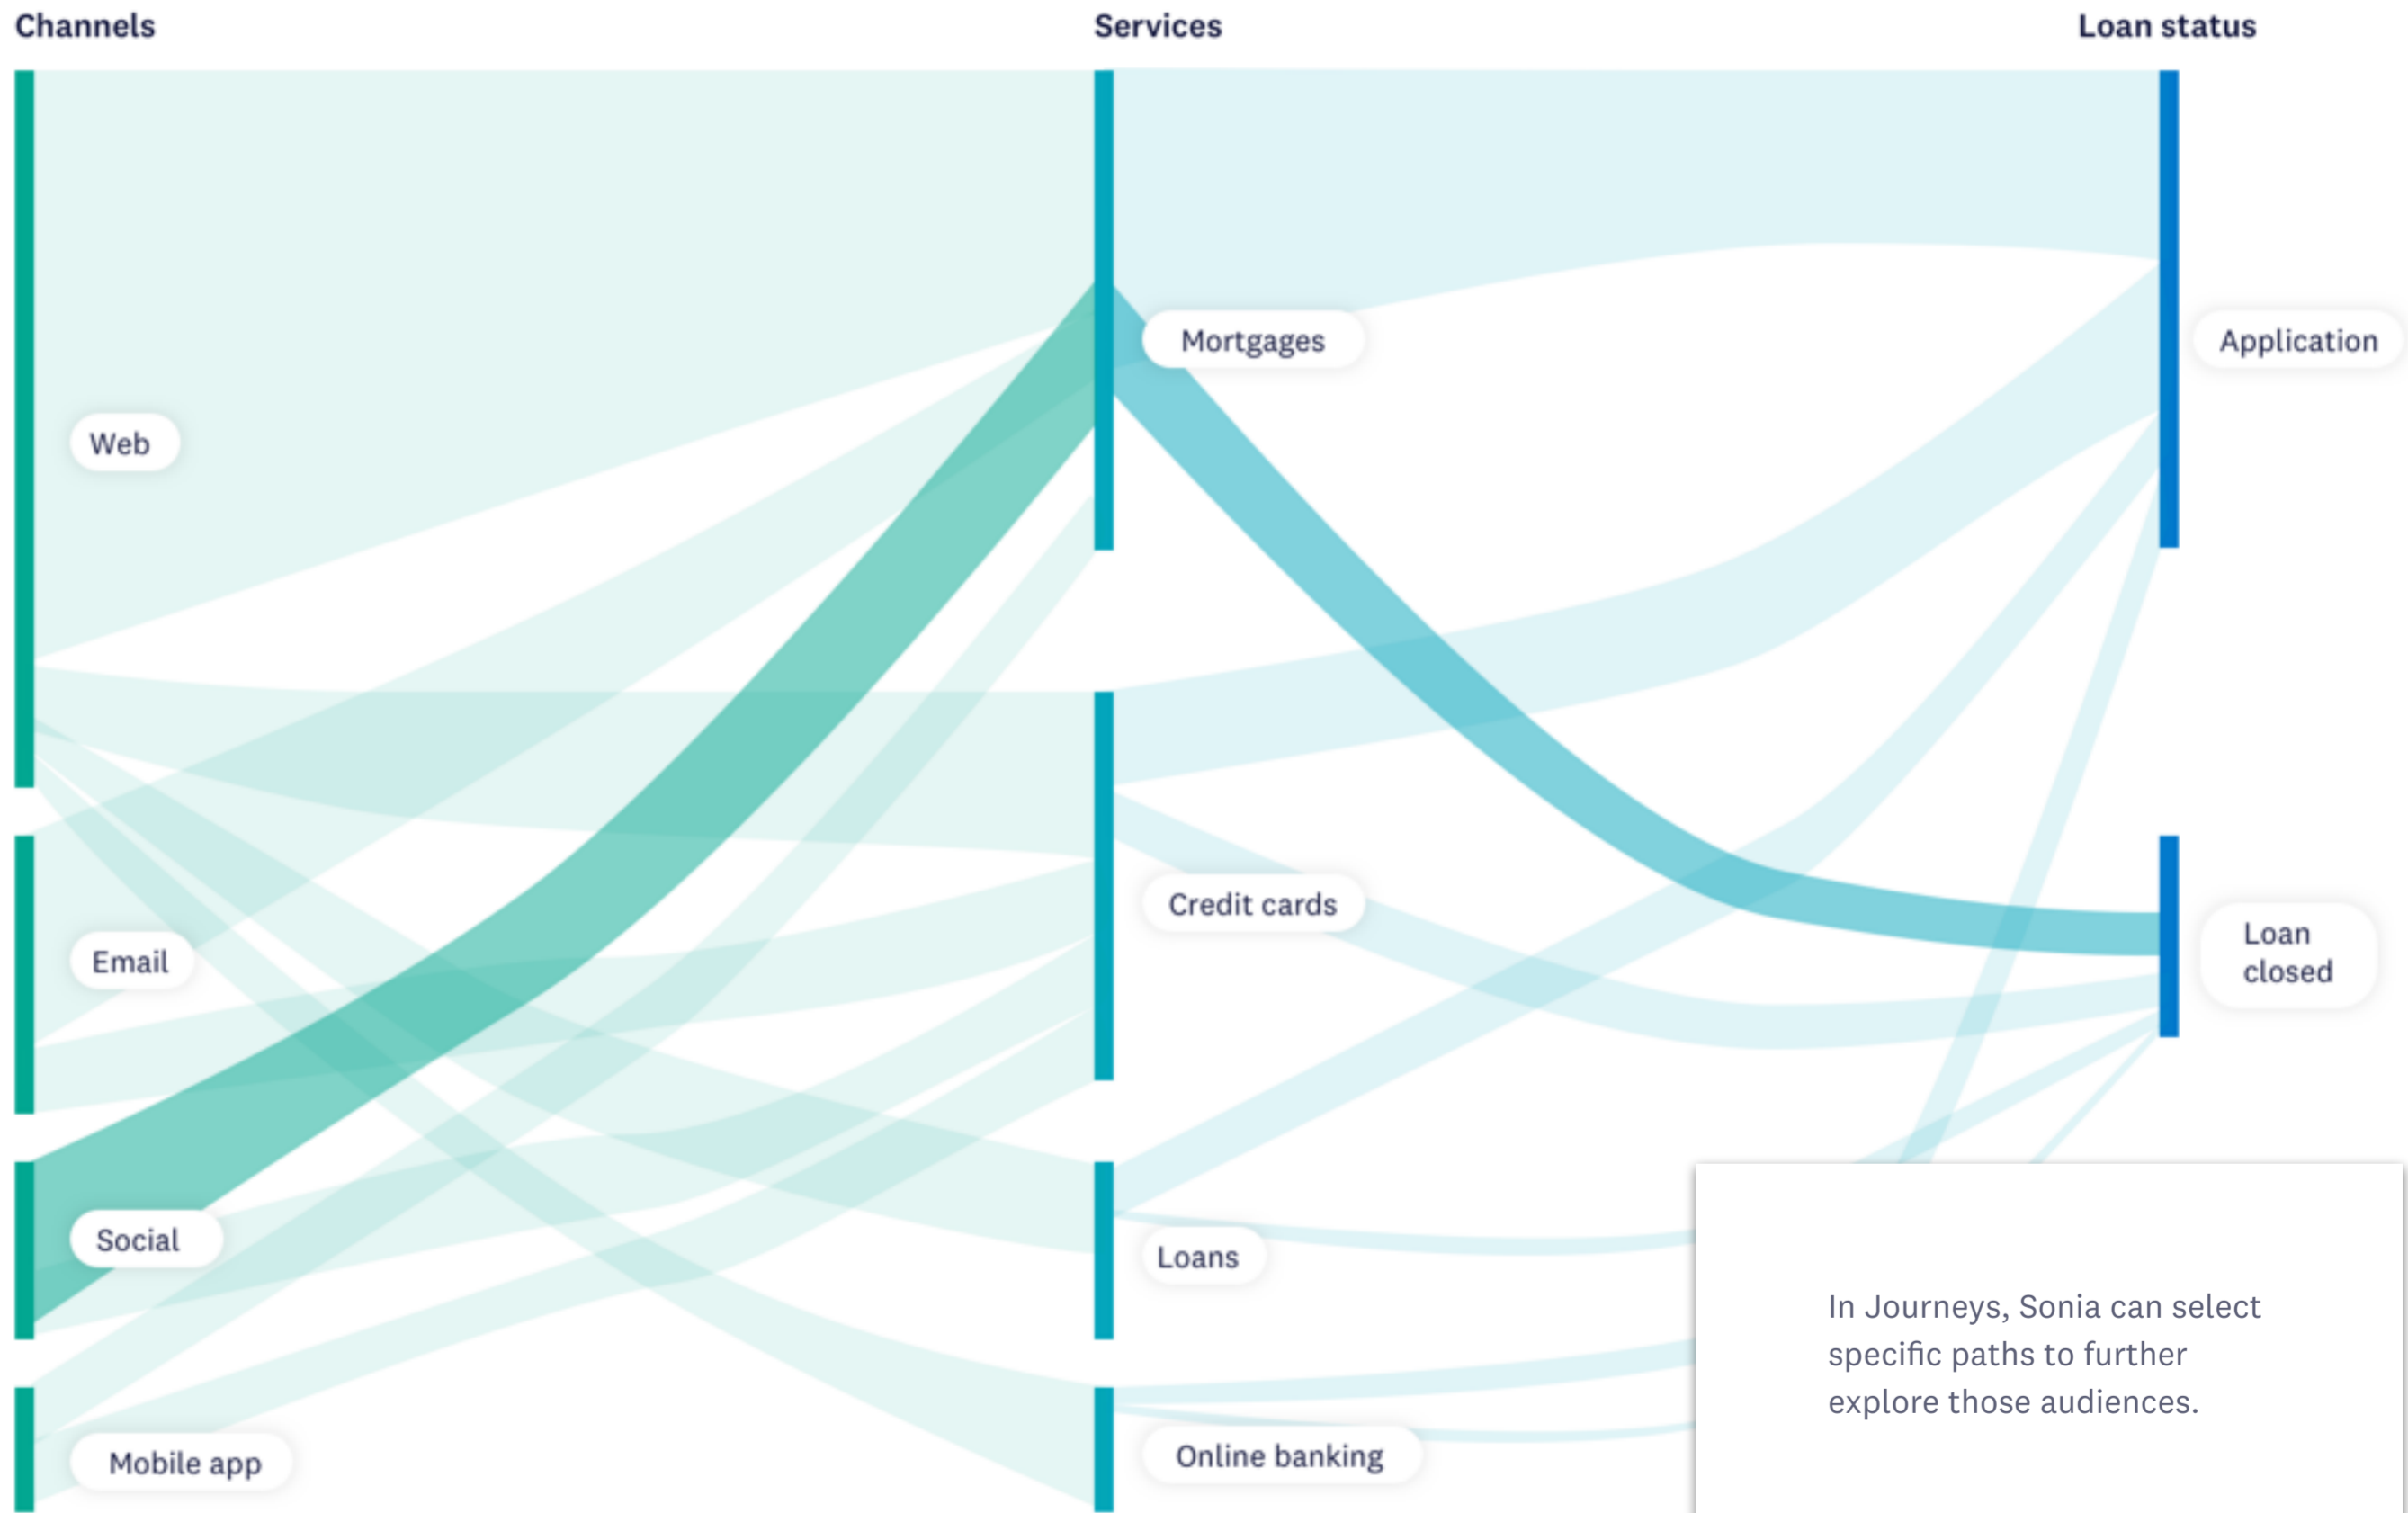 Channels
Services
Loan status
Mortgages
Application
Web
Credit cards
Loan
closed
Email
Social
Loans
In Journeys, Sonia can select
specific paths to further
explore those audiences.
Online banking
Mobile app